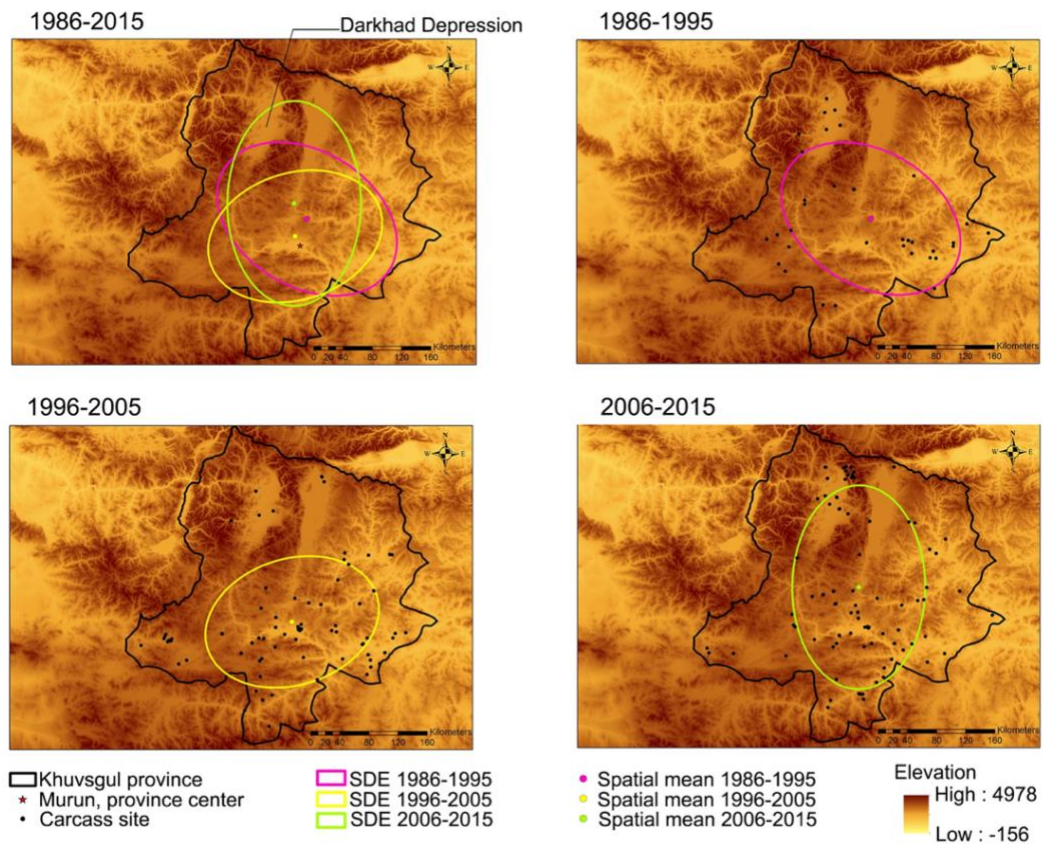 1986-2015
Darkhad Depression
N
W E
S
Kilometers
0 20 40 80 120 160
1986-1995
N
W E
S
Kilometers
0 20 40 80 120 160
1996-2005
N
W E
S
Kilometers
0 20 40 80 120 160
2006-2015
N
W E
S
Kilometers
0 20 40 80 120 160
Khuvsgul province
Murun, province center
Carcass site
SDE 1986-1995
SDE 1996-2005
SDE 2006-2015
Spatial mean 1986-1995
Spatial mean 1996-2005
Spatial mean 2006-2015
Elevation
High : 4978
Low : -156